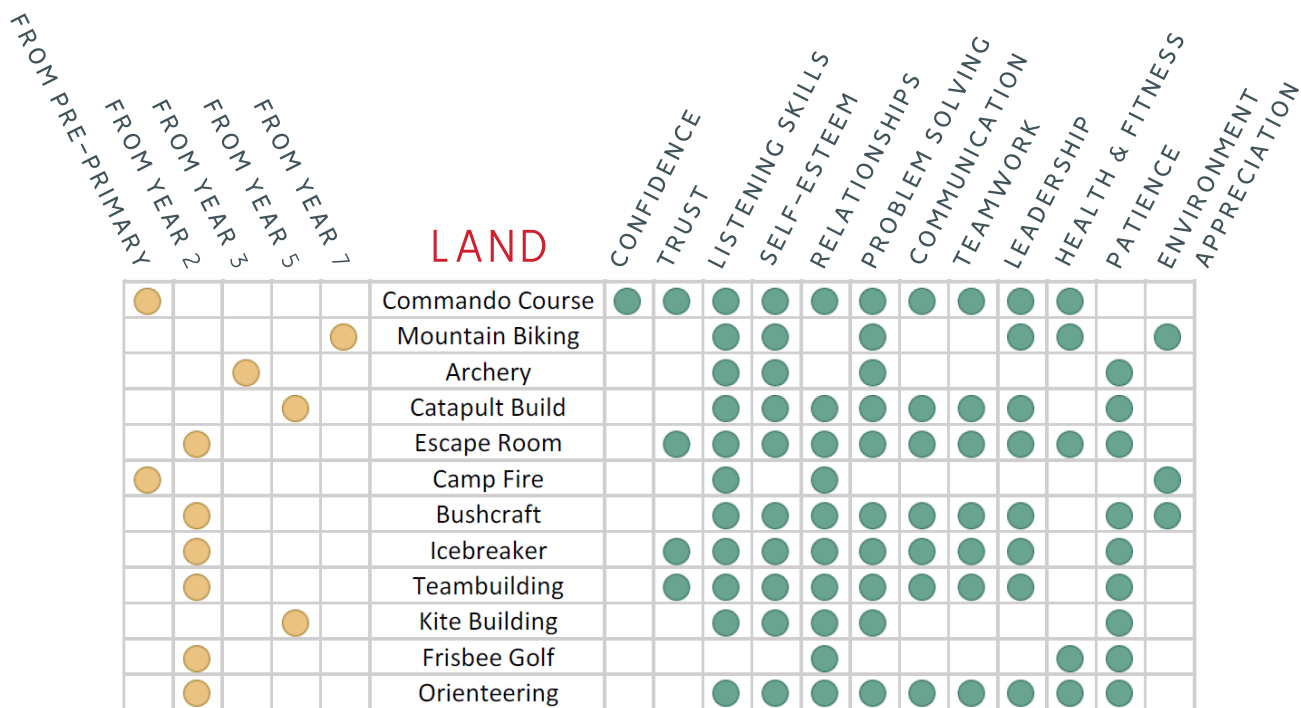 FROM PRE-PRIMARY
FROM YEAR 2
FROM YEAR 3
FROM YEAR 5
FROM YEAR 7
LAND
CONFIDENCE
TRUST
LISTENING SKILLS
SELF-ESTEEM
RELATIONSHIPS
PROBLEM SOLVING
COMMUNICATION
TEAMWORK
LEADERSHIP
HEALTH & FITNESS
PATIENCE
ENVIRONMENT
APPRECIATION
Commando Course
Mountain Biking
Archery
Catapult Build
Escape Room
Camp Fire
Bushcraft
Icebreaker
Teambuilding
Kite Building
Frisbee Golf
Orienteering